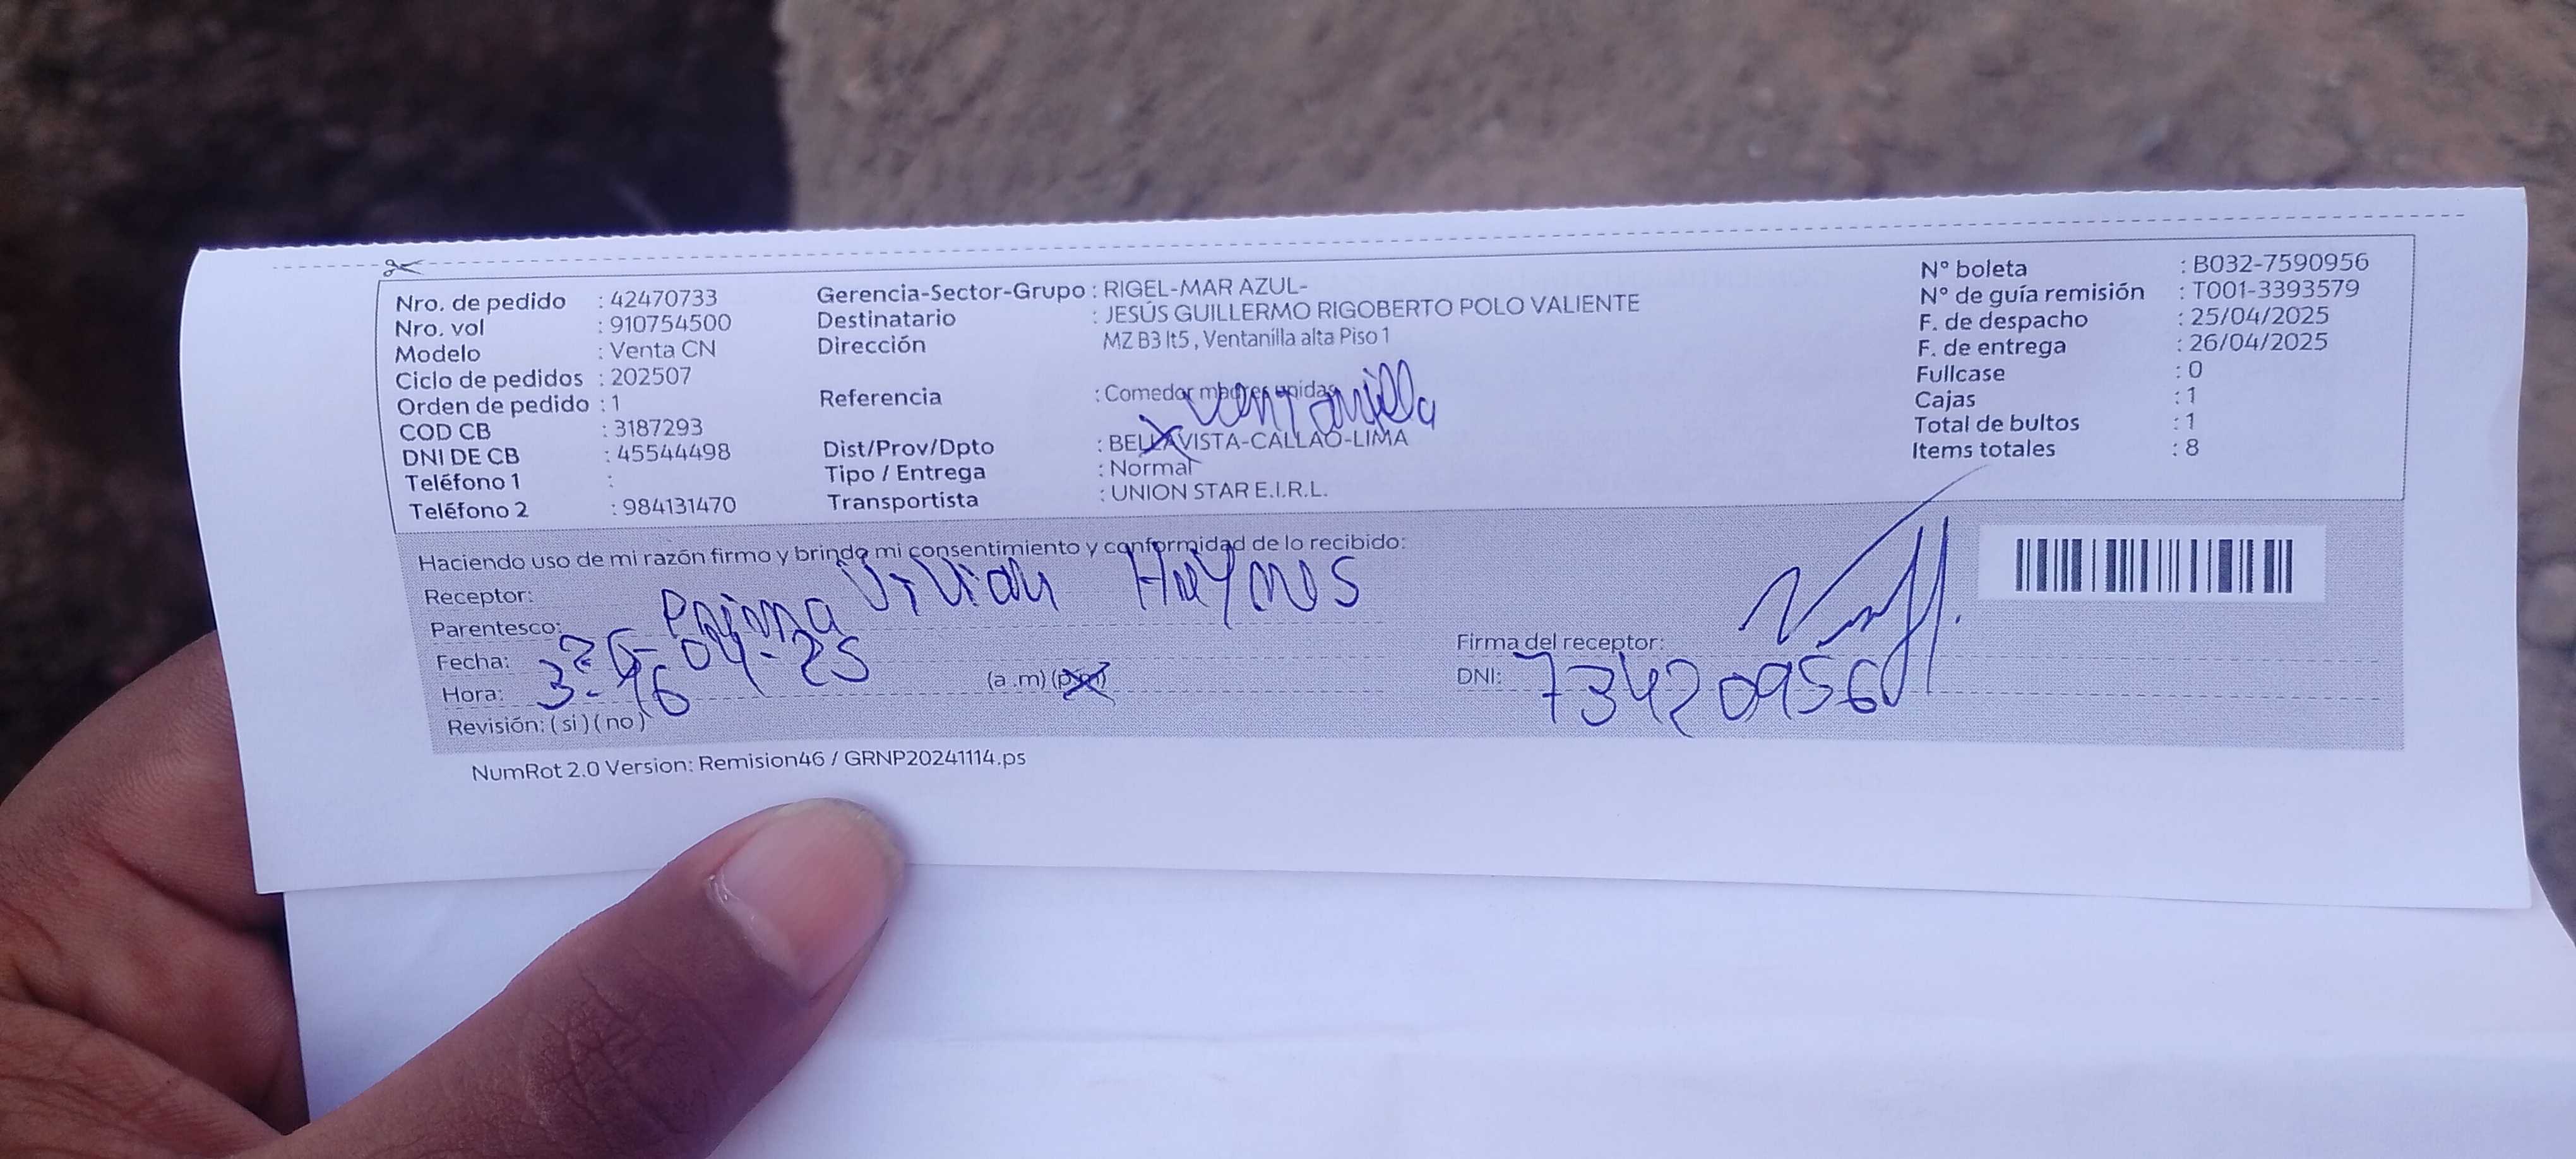 Nro. de pedido : 42470733
Nro. vol : 910754500
Modelo : Venta CN
Ciclo de pedidos : 202507
Orden de pedido : 1
COD CB : 3187293
DNI DE CB : 45544498
Teléfono 1 :
Teléfono 2 : 984131470
Gerencia-Sector-Grupo : RIGEL-MAR AZUL-
Destinatario : JESÚS GUILLERMO RIGOBERTO POLO VALIENTE
Dirección MZ B3 lt5 , Ventanilla alta Piso 1
Referencia : Comedor madres unidas
Ventanilla
Dist/Prov/Dpto : BELLAVISTA-CALLAO-LIMA
Tipo / Entrega : Normal
Transportista : UNION STAR E.I.R.L.
N° boleta : B032-7590956
N° de guía remisión : T001-3393579
F. de despacho : 25/04/2025
F. de entrega : 26/04/2025
Fullcase : 0
Cajas : 1
Total de bultos : 1
Items totales : 8
Haciendo uso de mi razón firmo y brindo mi consentimiento y conformidad de lo recibido:
Receptor: Vivian
Parentesco: Prima
Fecha: 26-04-25
Hora: 3:16 (a .m) (p.m)
Revisión: ( si ) ( no )
Firma del receptor:
DNI: 73420956
NumRot 2.0 Version: Remision46 / GRNP20241114.ps